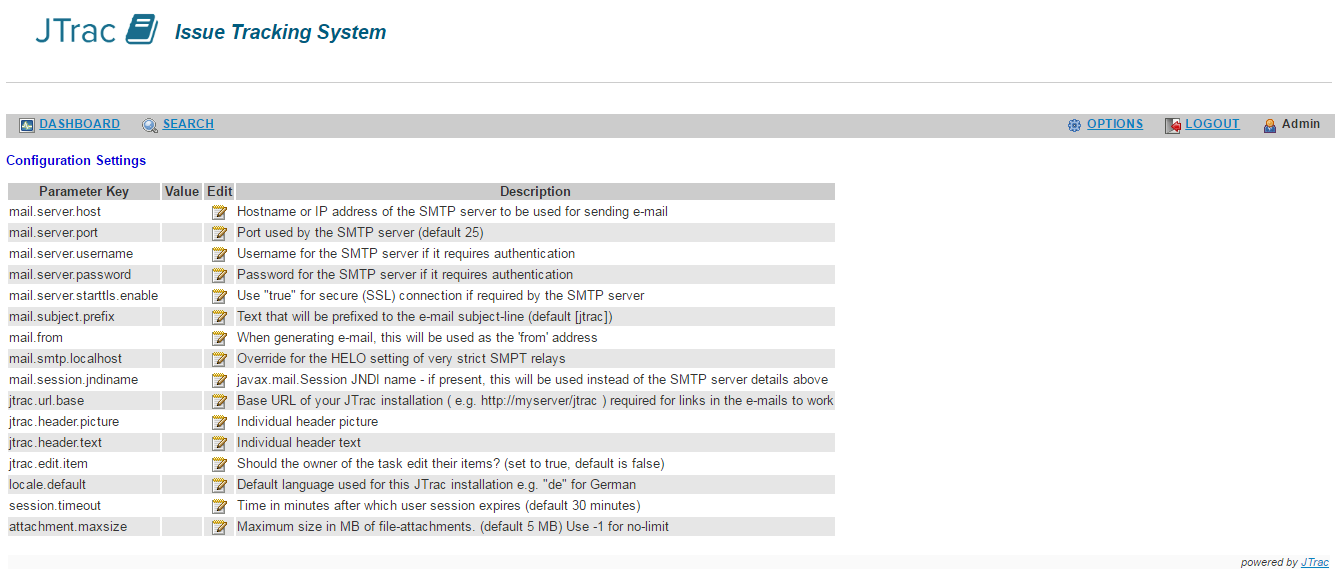 JTrac Issue Tracking System
DASHBOARD SEARCH OPTIONS LOGOUT Admin
Configuration Settings
Parameter Key Value Edit Description
mail.server.host Hostname or IP address of the SMTP server to be used for sending e-mail
mail.server.port Port used by the SMTP server (default 25)
mail.server.username Username for the SMTP server if it requires authentication
mail.server.password Password for the SMTP server if it requires authentication
mail.server.starttls.enable Use "true" for secure (SSL) connection if required by the SMTP server
mail.subject.prefix Text that will be prefixed to the e-mail subject-line (default [jtrac])
mail.from When generating e-mail, this will be used as the 'from' address
mail.smtp.localhost Override for the HELO setting of very strict SMPT relays
mail.session.jndiname javax.mail.Session JNDI name - if present, this will be used instead of the SMTP server details above
jtrac.url.base Base URL of your JTrac installation ( e.g. http://myserver/jtrac ) required for links in the e-mails to work
jtrac.header.picture Individual header picture
jtrac.header.text Individual header text
jtrac.edit.item Should the owner of the task edit their items? (set to true, default is false)
locale.default Default language used for this JTrac installation e.g. "de" for German
session.timeout Time in minutes after which user session expires (default 30 minutes)
attachment.maxsize Maximum size in MB of file-attachments. (default 5 MB) Use -1 for no-limit
powered by JTrac